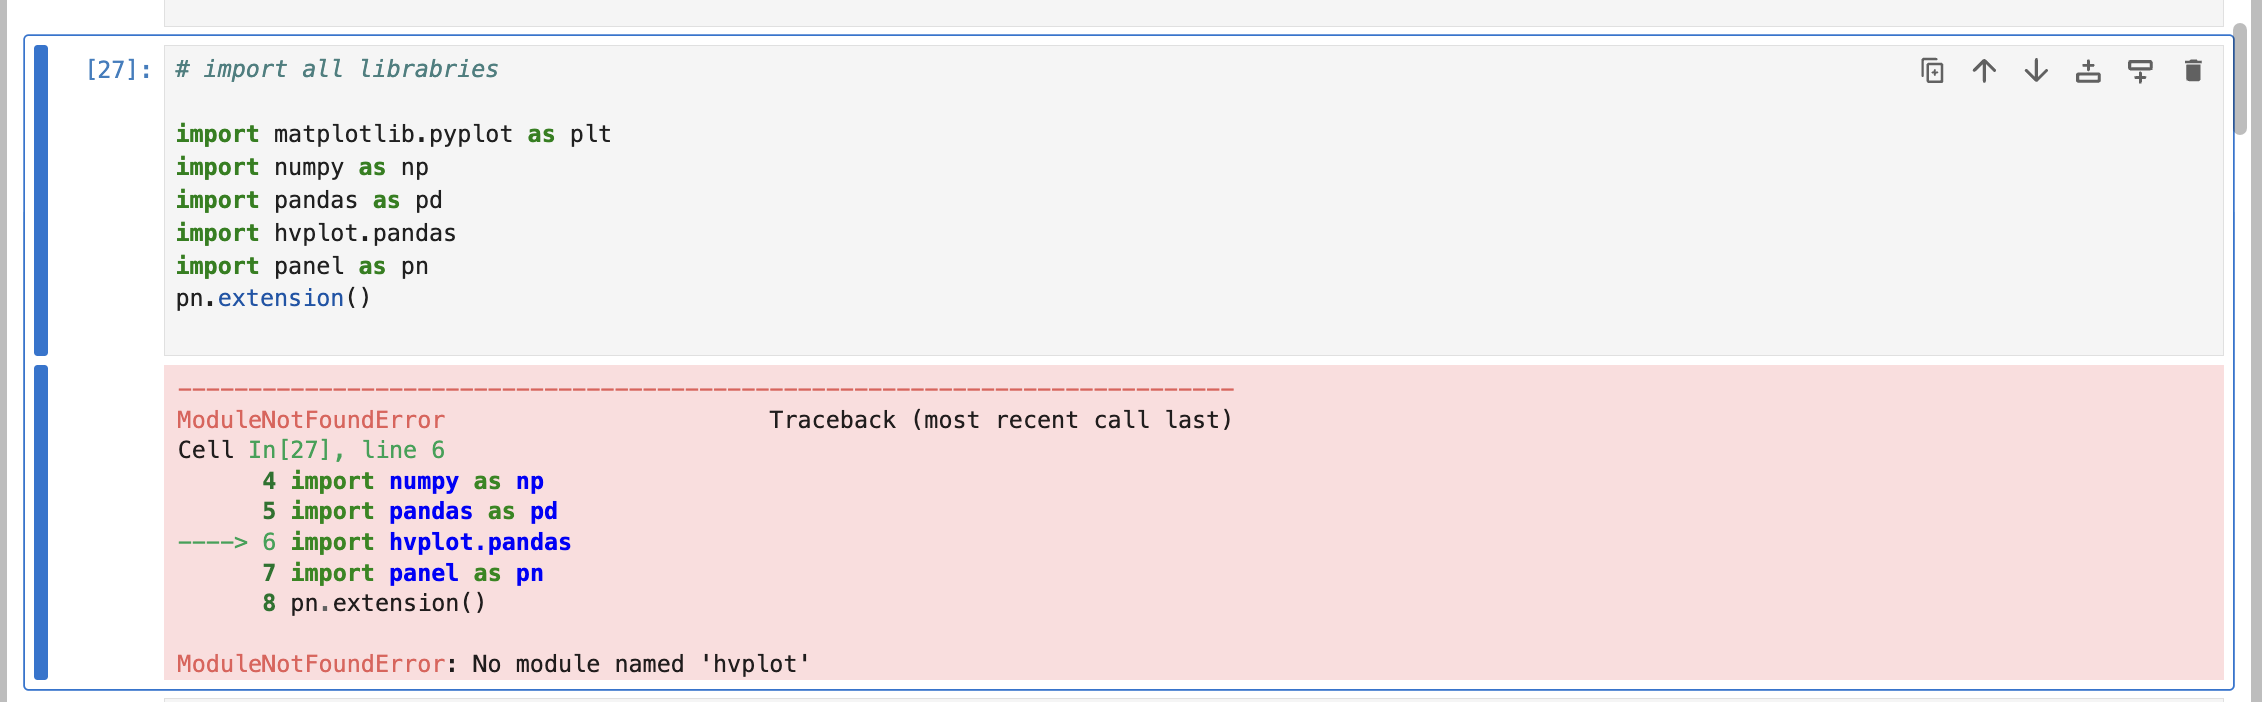 [27]: # import all librabries
import matplotlib.pyplot as plt
import numpy as np
import pandas as pd
import hvplot.pandas
import panel as pn
pn.extension()
---------------------------------------------------------------------------
ModuleNotFoundError                       Traceback (most recent call last)
Cell In[27], line 6
      4 import numpy as np
      5 import pandas as pd
----> 6 import hvplot.pandas
      7 import panel as pn
      8 pn.extension()
ModuleNotFoundError: No module named 'hvplot'